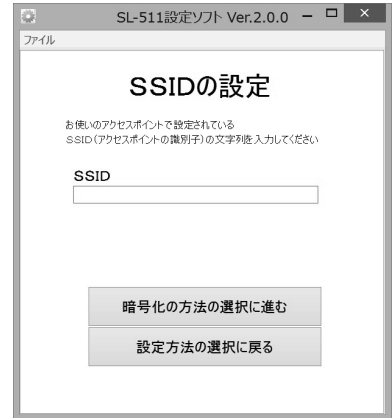 SL-511設定ソフト Ver.2.0.0
ファイル
SSIDの設定
お使いのアクセスポイントで設定されている
SSID(アクセスポイントの識別子)の文字列を入力してください
SSID
暗号化の方法の選択に進む
設定方法の選択に戻る